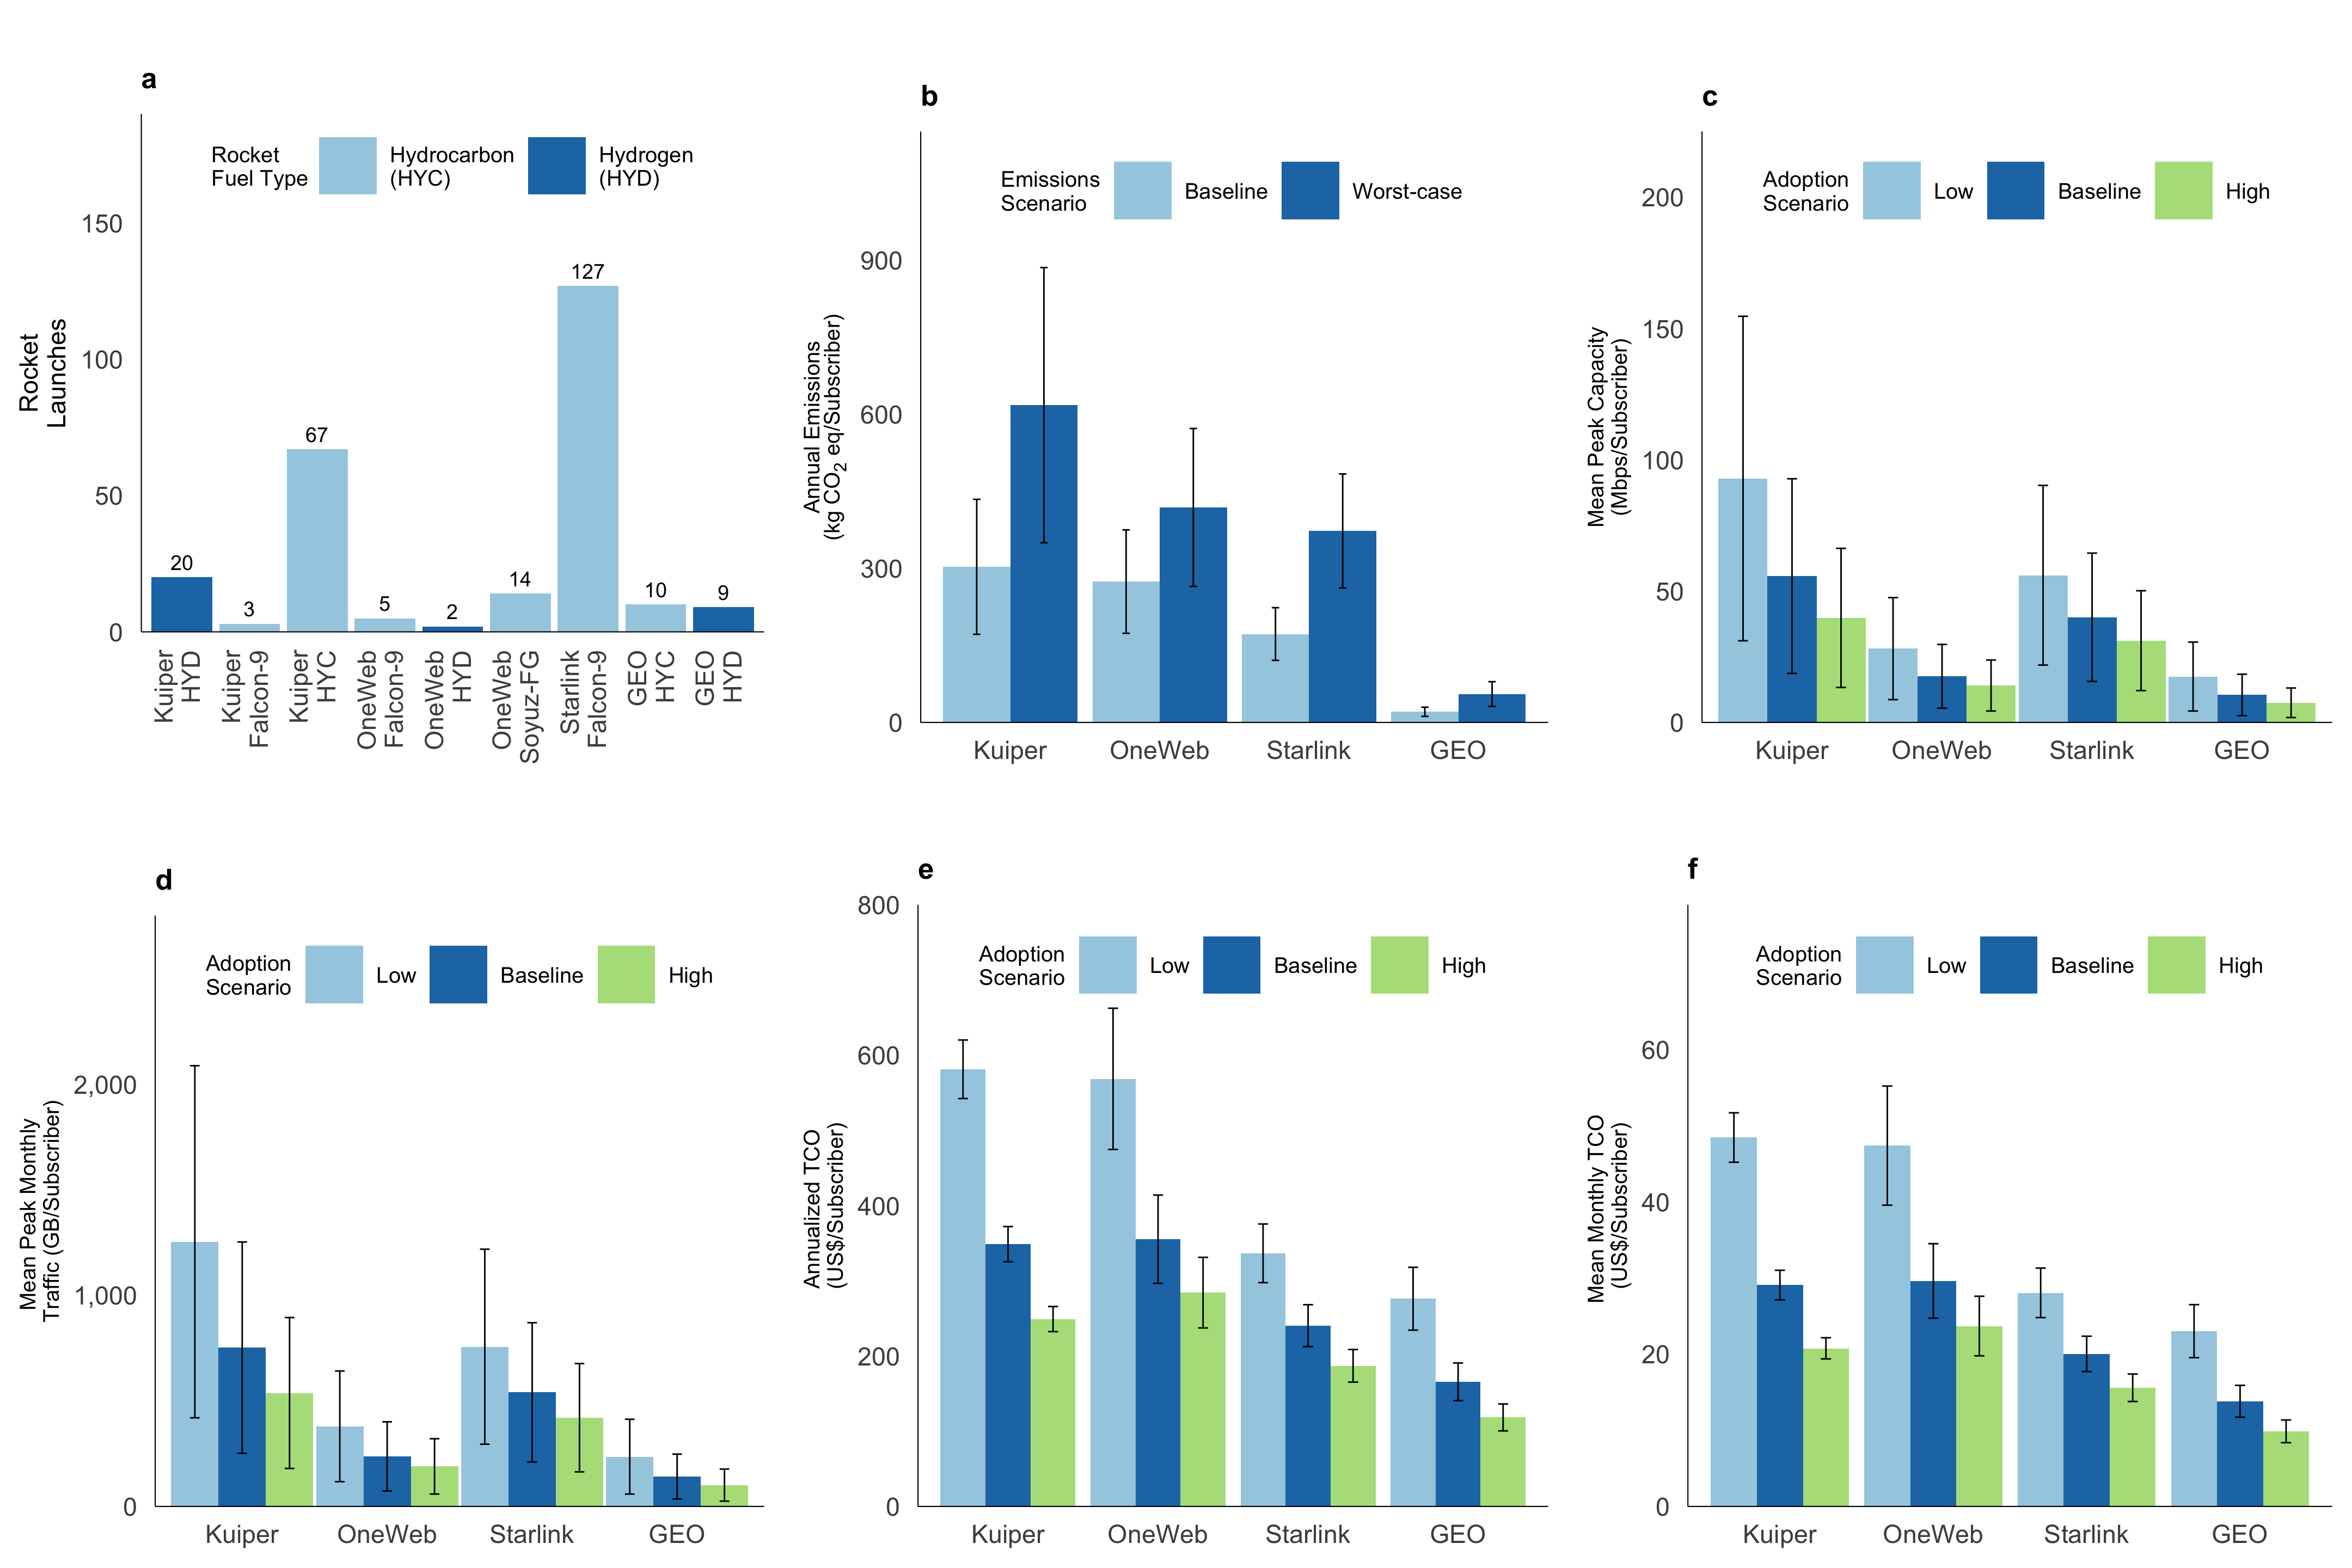 a
Rocket
Fuel Type
Hydrocarbon
(HYC)
Hydrogen
(HYD)
Rocket
Launches
150
100
50
0
20
3
67
5
2
14
127
10
9
Kuiper
HYD
Kuiper
Falcon-9
Kuiper
HYC
OneWeb
Falcon-9
OneWeb
HYD
OneWeb
Soyuz-FG
Starlink
Falcon-9
GEO
HYC
GEO
HYD
b
Emissions
Scenario
Baseline
Worst-case
Annual Emissions
(kg CO2 eq/Subscriber)
900
600
300
0
Kuiper
OneWeb
Starlink
GEO
c
Adoption
Scenario
Low
Baseline
High
Mean Peak Capacity
(Mbps/Subscriber)
200
150
100
50
0
Kuiper
OneWeb
Starlink
GEO
d
Adoption
Scenario
Low
Baseline
High
Mean Peak Monthly
Traffic (GB/Subscriber)
2,000
1,000
0
Kuiper
OneWeb
Starlink
GEO
e
Adoption
Scenario
Low
Baseline
High
Annualized TCO
(US$/Subscriber)
800
600
400
200
0
Kuiper
OneWeb
Starlink
GEO
f
Adoption
Scenario
Low
Baseline
High
Mean Monthly TCO
(US$/Subscriber)
60
40
20
0
Kuiper
OneWeb
Starlink
GEO